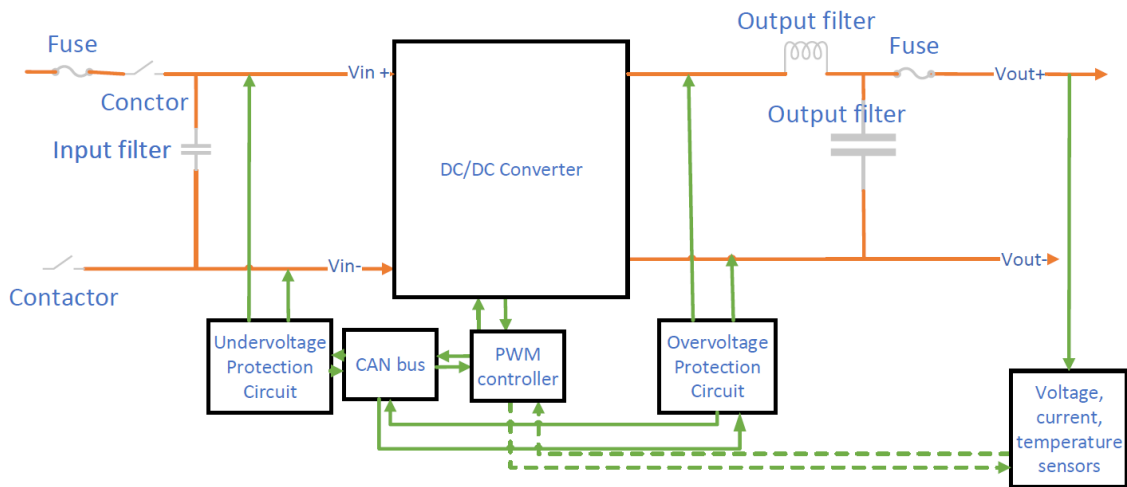 Output filter
Fuse
Fuse
Vin +
Vout+
Conctor
Output filter
Input filter
DC/DC Converter
Vin-
Vout-
Contactor
Undervoltage
Protection
Circuit
CAN bus
PWM
controller
Overvoltage
Protection
Circuit
Voltage,
current,
temperature
sensors